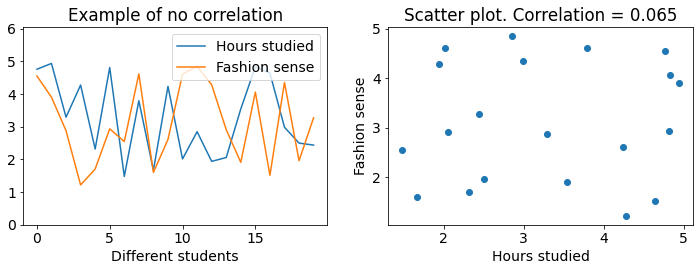 Example of no correlation
6
5
4
3
2
1
0
Hours studied
Fashion sense
0
5
10
15
Different students
Scatter plot. Correlation = 0.065
5
4
3
2
Fashion sense
2
3
4
5
Hours studied